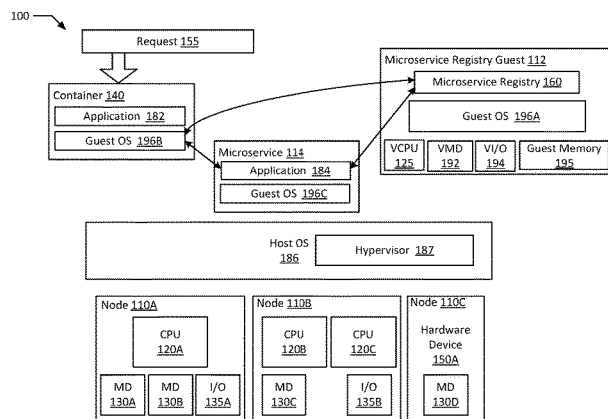 100
Request 155
Container 140
Application 182
Guest OS 196B
Microservice Registry Guest 112
Microservice Registry 160
Guest OS 196A
VCPU 125
VMD 192
VI/O 194
Guest Memory 195
Microservice 114
Application 184
Guest OS 196C
Host OS 186
Hypervisor 187
Node 110A
CPU 120A
MD 130A
MD 130B
I/O 135A
Node 110B
CPU 120B
CPU 120C
MD 130C
I/O 135B
Node 110C
Hardware Device 150A
MD 130D